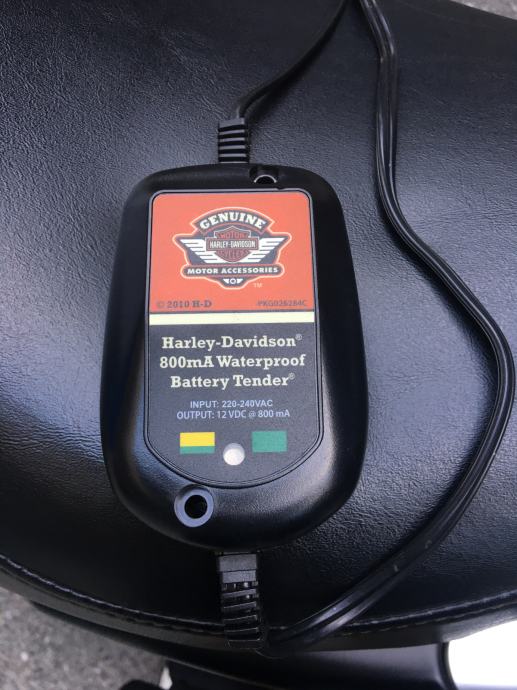 GENUINE
MOTOR
HARLEY-DAVIDSON
CYCLES
MOTOR ACCESSORIES
TM
© 2010 H-D
PKG026284C
Harley-Davidson®
800mA Waterproof
Battery Tender®
INPUT: 220-240VAC
OUTPUT: 12 VDC @ 800 mA